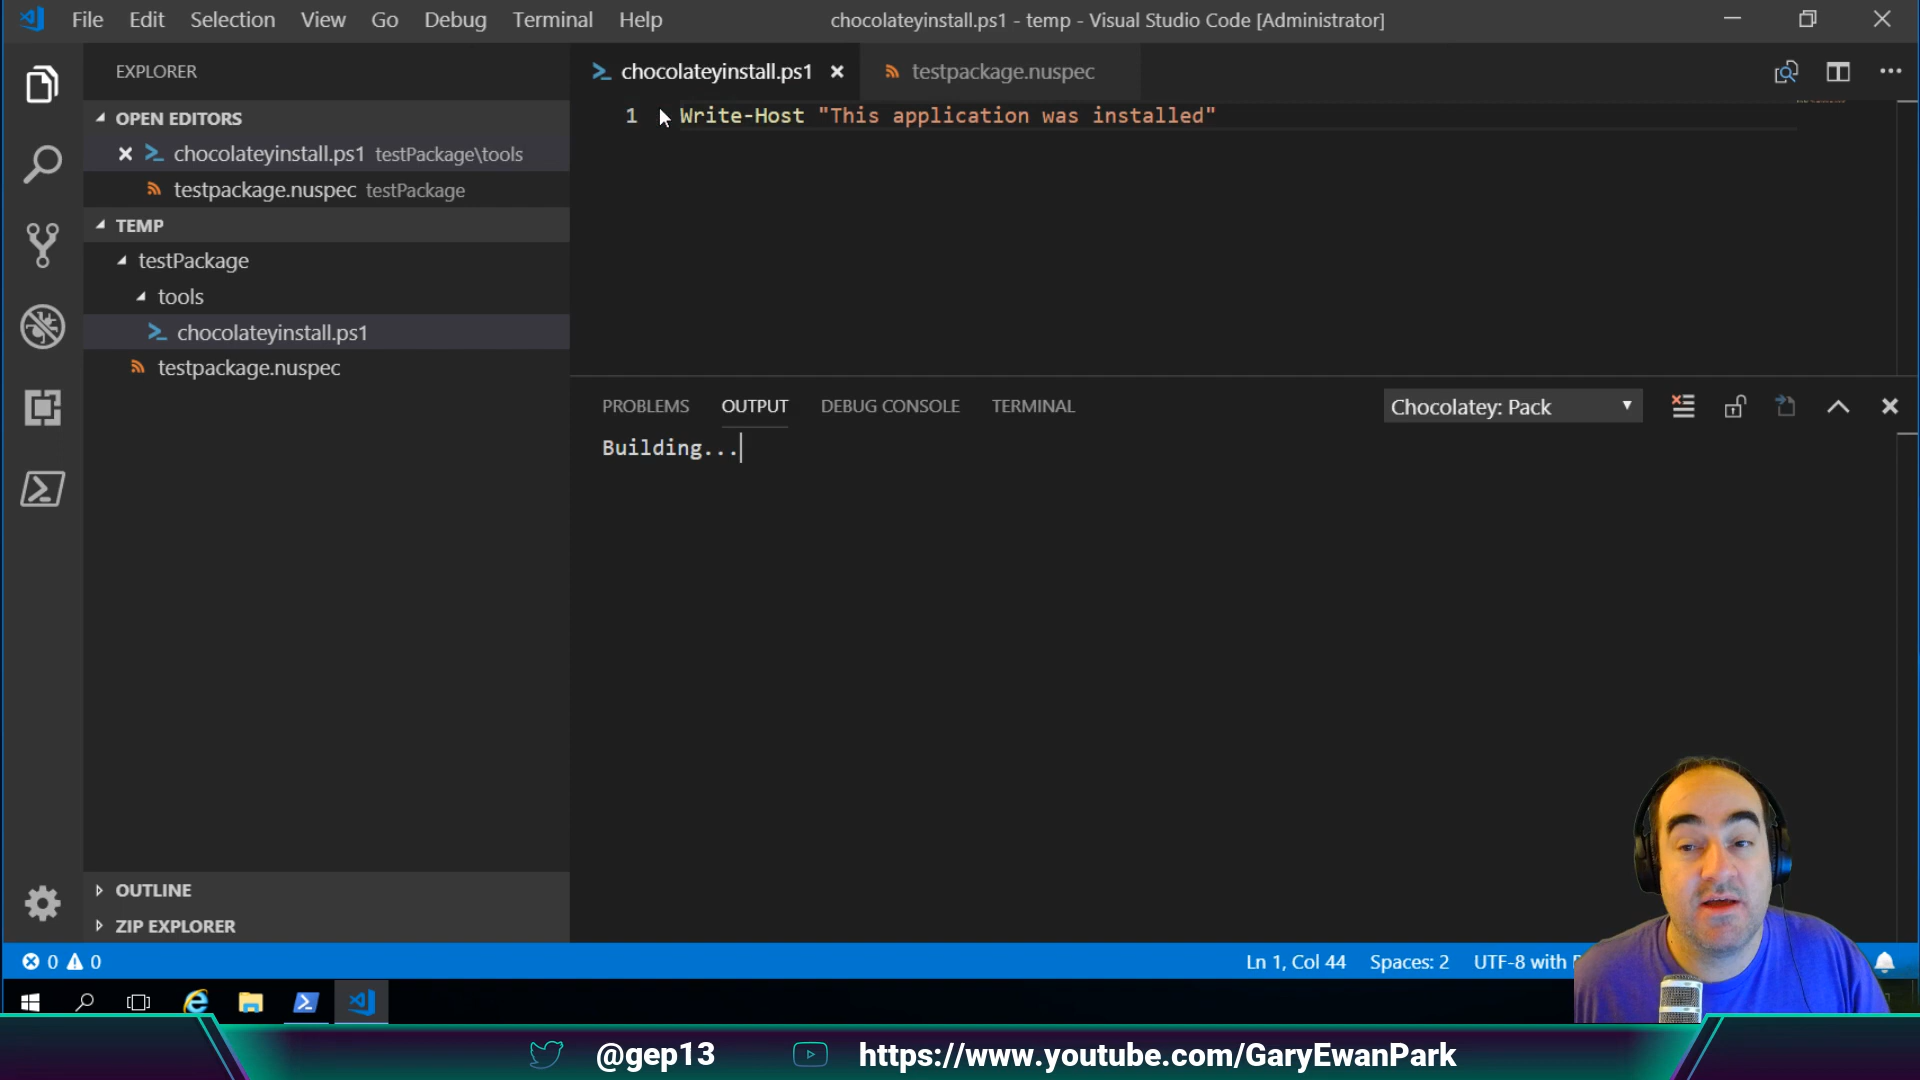 File Edit Selection View Go Debug Terminal Help
chocolateyinstall.ps1 - temp - Visual Studio Code [Administrator]
EXPLORER
OPEN EDITORS
chocolateyinstall.ps1 testPackage\tools
testpackage.nuspec testPackage
TEMP
testPackage
tools
chocolateyinstall.ps1
testpackage.nuspec
OUTLINE
ZIP EXPLORER
chocolateyinstall.ps1
testpackage.nuspec
1 Write-Host "This application was installed"
PROBLEMS OUTPUT DEBUG CONSOLE TERMINAL
Chocolatey: Pack
Building...
0 0
Ln 1, Col 44 Spaces: 2 UTF-8 with
@gep13 https://www.youtube.com/GaryEwanPark